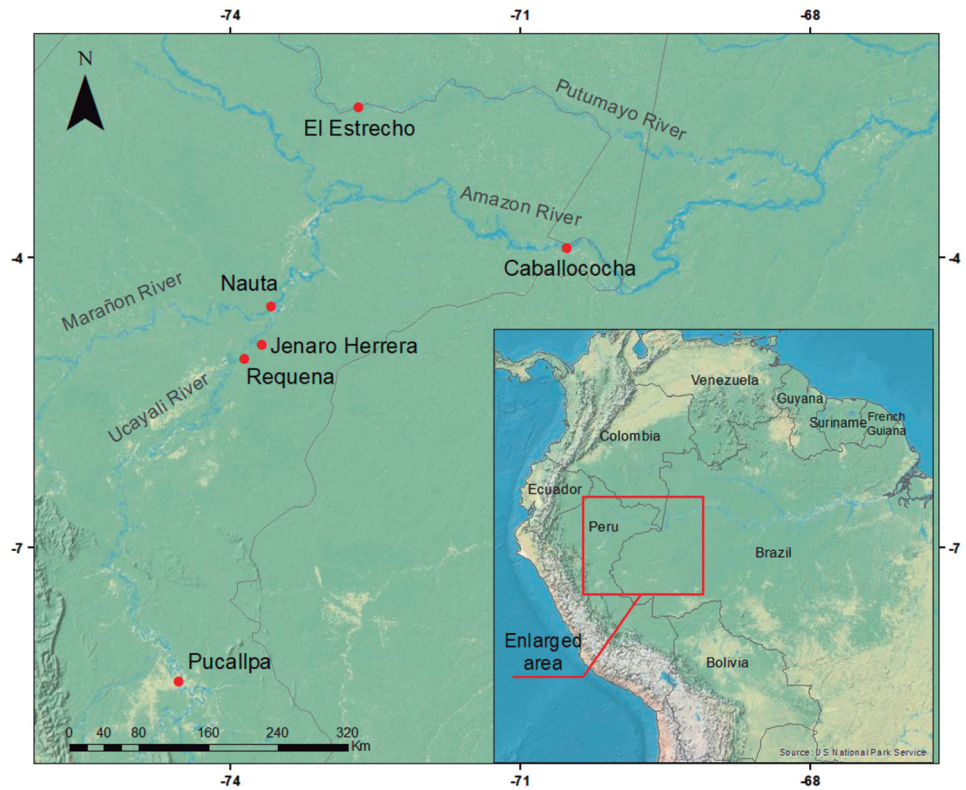 -74 -71 -68
N
Putumayo River
El Estrecho
Amazon River
-4 -4
Caballococha
Nauta
Marañon River
Jenaro Herrera
Requena
Ucayali River
Venezuela
Guyana
Suriname
French
Guiana
Colombia
Ecuador
Peru
-7 -7
Brazil
Enlarged
area
Bolivia
Pucallpa
0 40 80 160 240 320
Km
Source: US National Park Service
-74 -71 -68